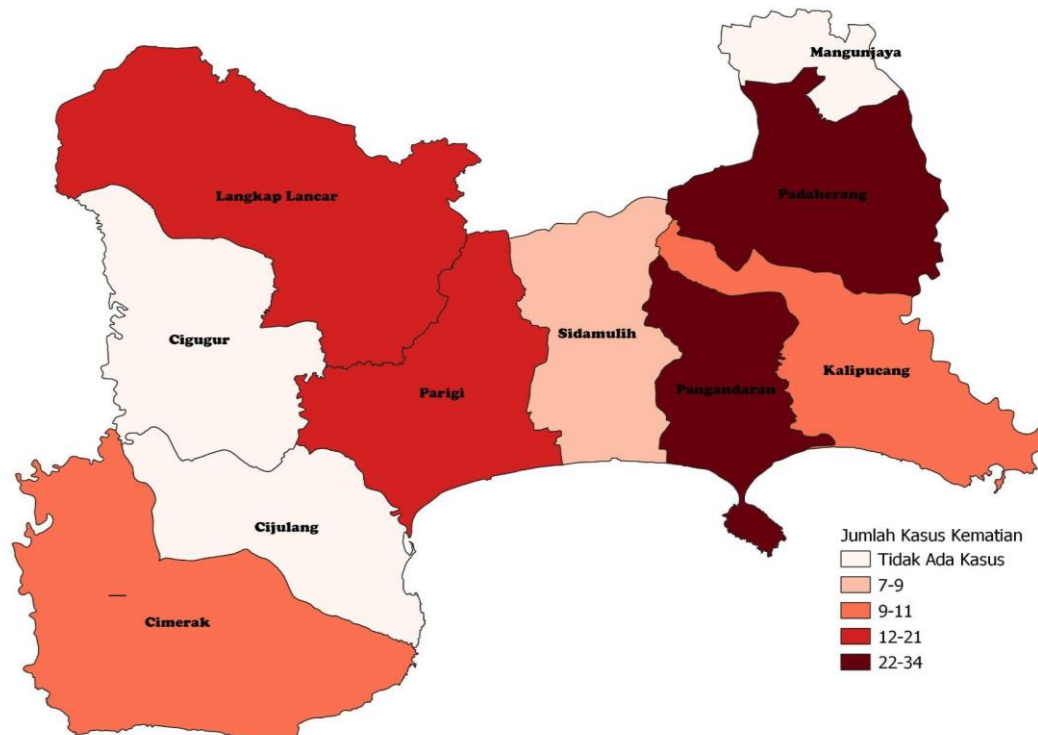 Mangunjaya
Langkap Lancar
Padaherang
Cigugur
Sidamulih
Parigi
Pangandaran
Kalipucang
Cijulang
Cimerak
Jumlah Kasus Kematian
Tidak Ada Kasus
7-9
9-11
12-21
22-34